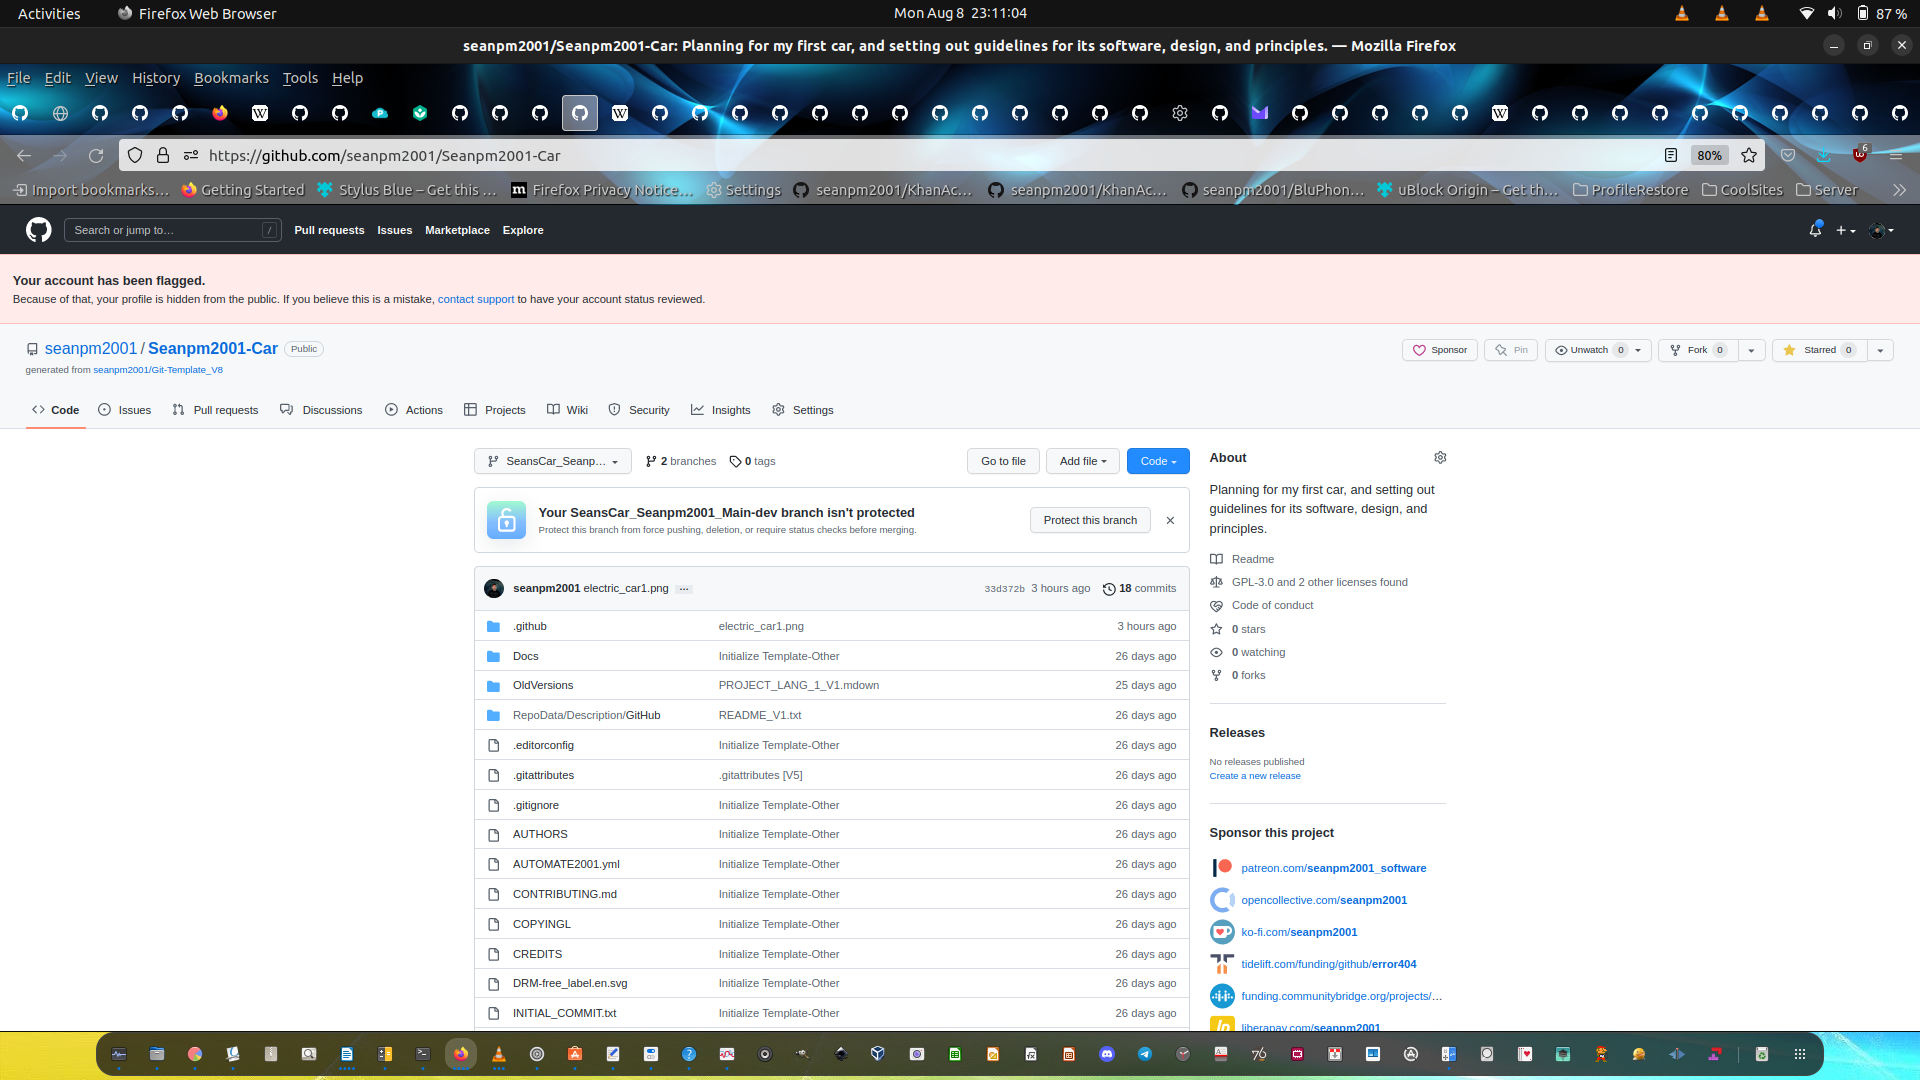 Activities Firefox Web Browser Mon Aug 8 23:11:04 87 %
seanpm2001/Seanpm2001-Car: Planning for my first car, and setting out guidelines for its software, design, and principles. — Mozilla Firefox
File Edit View History Bookmarks Tools Help
https://github.com/seanpm2001/Seanpm2001-Car 80% 6
Import bookmarks… Getting Started Stylus Blue – Get this … Firefox Privacy Notice… Settings seanpm2001/KhanAc… seanpm2001/KhanAc… seanpm2001/BluPhon… uBlock Origin – Get th… ProfileRestore CoolSites Server
Search or jump to… / Pull requests Issues Marketplace Explore
Your account has been flagged.
Because of that, your profile is hidden from the public. If you believe this is a mistake, contact support to have your account status reviewed.
seanpm2001 / Seanpm2001-Car Public Sponsor Pin Unwatch 0 Fork 0 Starred 0
generated from seanpm2001/Git-Template_V8
Code Issues Pull requests Discussions Actions Projects Wiki Security Insights Settings
SeansCar_Seanp… 2 branches 0 tags Go to file Add file Code
Your SeansCar_Seanpm2001_Main-dev branch isn't protected
Protect this branch from force pushing, deletion, or require status checks before merging.
Protect this branch
seanpm2001 electric_car1.png … 33d372b 3 hours ago 18 commits
.github electric_car1.png 3 hours ago
Docs Initialize Template-Other 26 days ago
OldVersions PROJECT_LANG_1_V1.mdown 25 days ago
RepoData/Description/GitHub README_V1.txt 26 days ago
.editorconfig Initialize Template-Other 26 days ago
.gitattributes .gitattributes [V5] 26 days ago
.gitignore Initialize Template-Other 26 days ago
AUTHORS Initialize Template-Other 26 days ago
AUTOMATE2001.yml Initialize Template-Other 26 days ago
CONTRIBUTING.md Initialize Template-Other 26 days ago
COPYINGL Initialize Template-Other 26 days ago
CREDITS Initialize Template-Other 26 days ago
DRM-free_label.en.svg Initialize Template-Other 26 days ago
INITIAL_COMMIT.txt Initialize Template-Other 26 days ago
About
Planning for my first car, and setting out
guidelines for its software, design, and
principles.
Readme
GPL-3.0 and 2 other licenses found
Code of conduct
0 stars
0 watching
0 forks
Releases
No releases published
Create a new release
Sponsor this project
patreon.com/seanpm2001_software
opencollective.com/seanpm2001
ko-fi.com/seanpm2001
tidelift.com/funding/github/error404
funding.communitybridge.org/projects/…
liberapay.com/seanpm2001